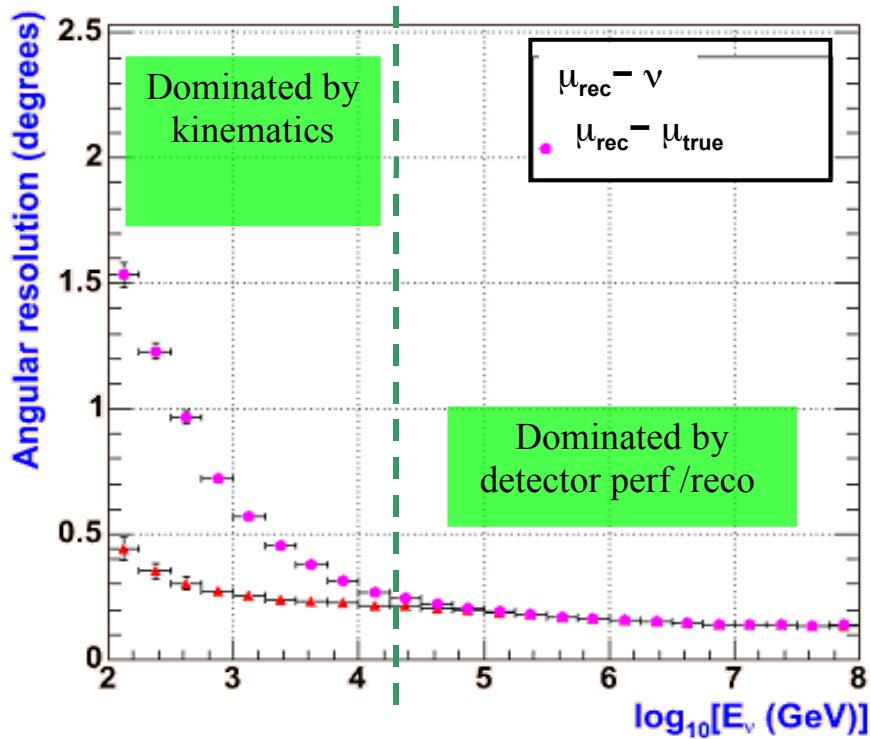 Angular resolution (degrees)
2.5
2
1.5
1
0.5
0
Dominated by
kinematics
μrec− ν
μrec− μtrue
Dominated by
detector perf /reco
2 3 4 5 6 7 8
log10[Eν (GeV)]